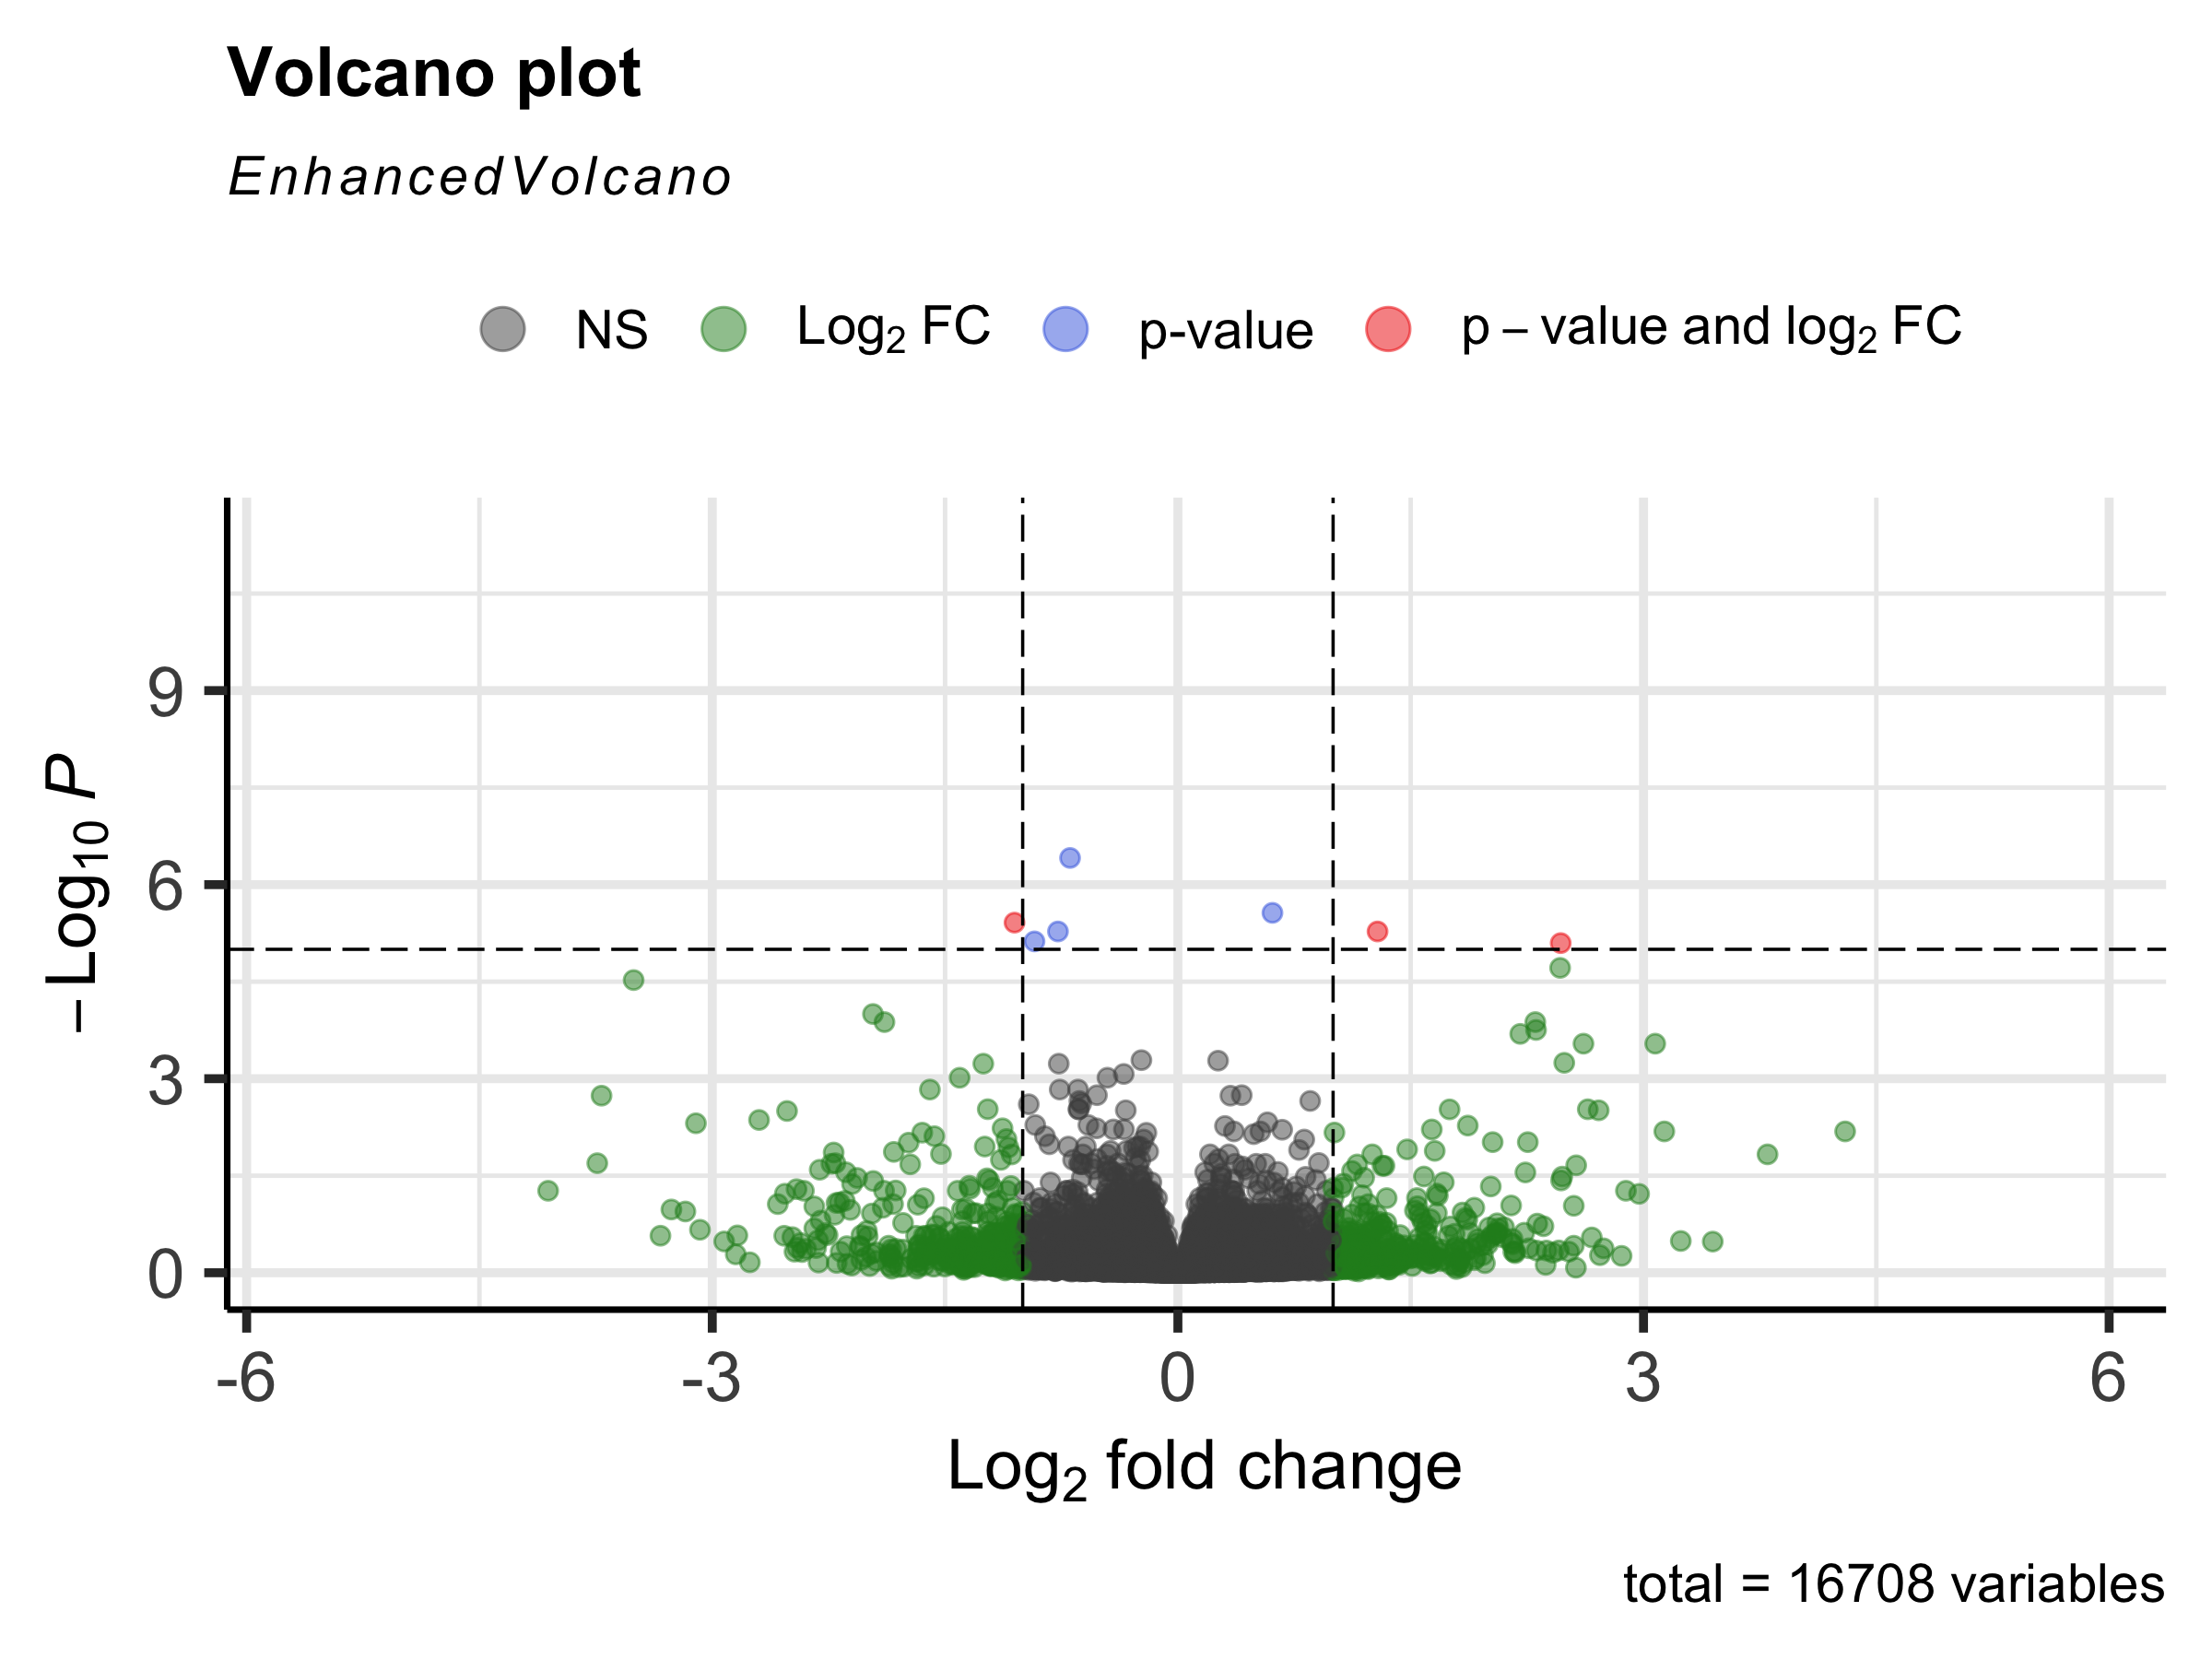 Volcano plot
EnhancedVolcano
NS Log₂ FC p-value p – value and log₂ FC
9
6
3
0
– Log₁₀ P
-6 -3 0 3 6
Log₂ fold change
total = 16708 variables